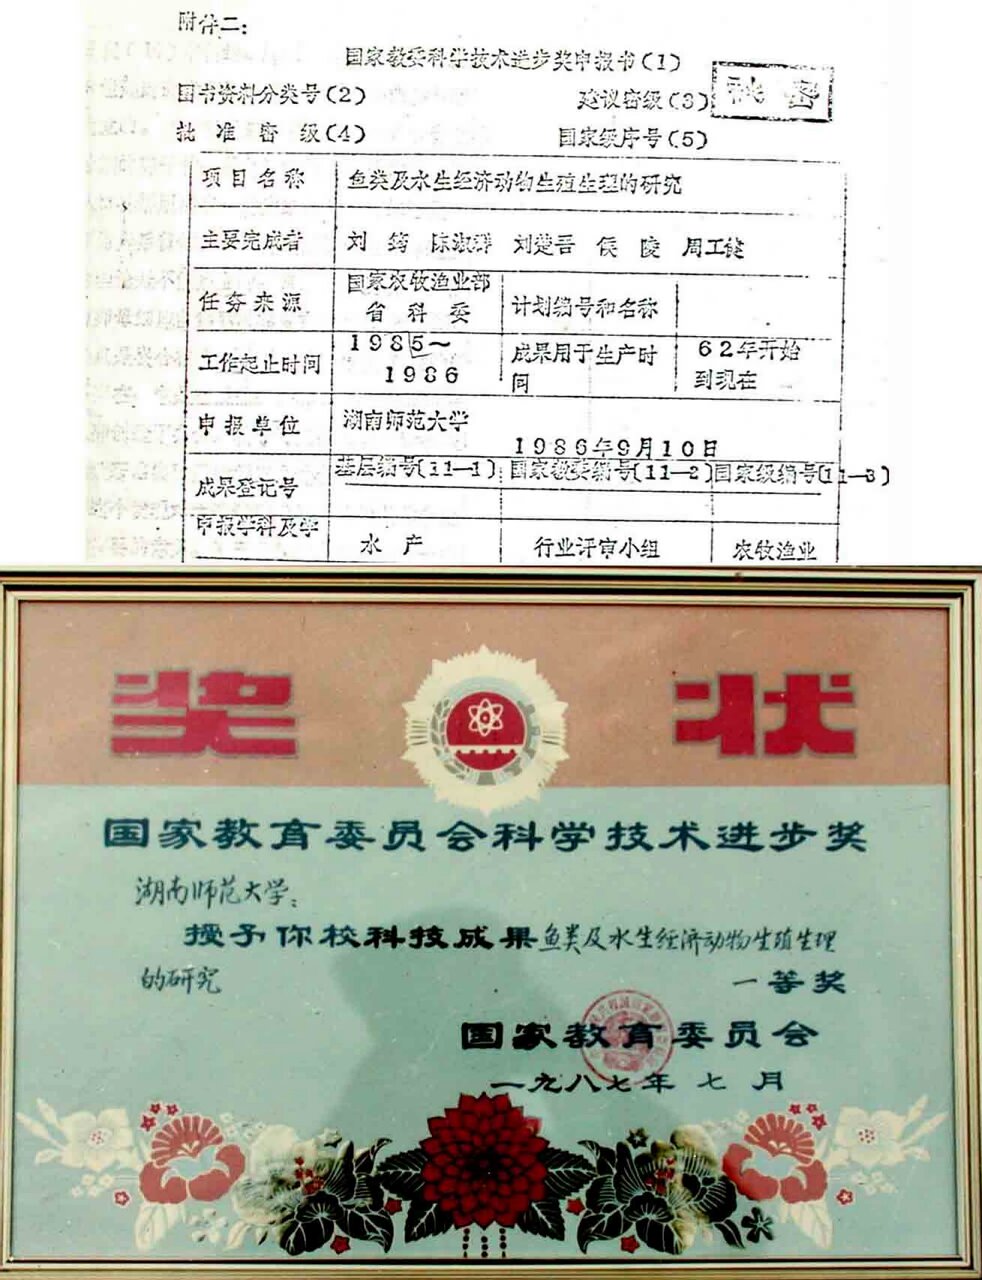 附件二：
国家教委科学技术进步奖申报书(1)
图书资料分类号(2)
建议密级(3)
秘密
批准密级(4)
国家级序号(5)
项目名称
鱼类及水生经济动物生殖生理的研究
主要完成者
刘筠 陈淑群 刘楚吾 侯陵 周工健
任务来源
国家农牧渔业部
省科委
计划编号和名称
工作起止时间
1985～
1986
成果用于生产时
间
62年开始
到现在
申报单位
湖南师范大学
1986年9月10日
成果登记号
基层编号(11—1)
国家教委编号(11—2)
国家级编号(11—3)
申报学科及学
水产
行业评审小组
农牧渔业
奖状
国家教育委员会科学技术进步奖
湖南师范大学：
授予你校科技成果鱼类及水生经济动物生殖生理
的研究
一等奖
国家教育委员会
一九八七年七月